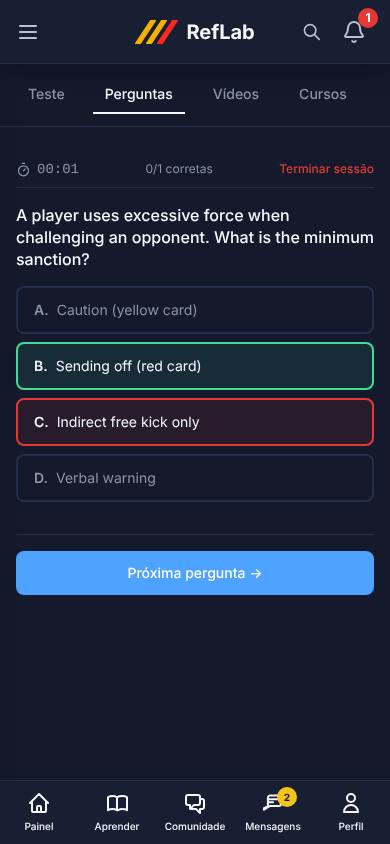 1
RefLab
Teste
Perguntas
Vídeos
Cursos
00:01
0/1 corretas
Terminar sessão
A player uses excessive force when
challenging an opponent. What is the minimum
sanction?
A. Caution (yellow card)
B. Sending off (red card)
C. Indirect free kick only
D. Verbal warning
Próxima pergunta →
2
Painel
Aprender
Comunidade
Mensagens
Perfil